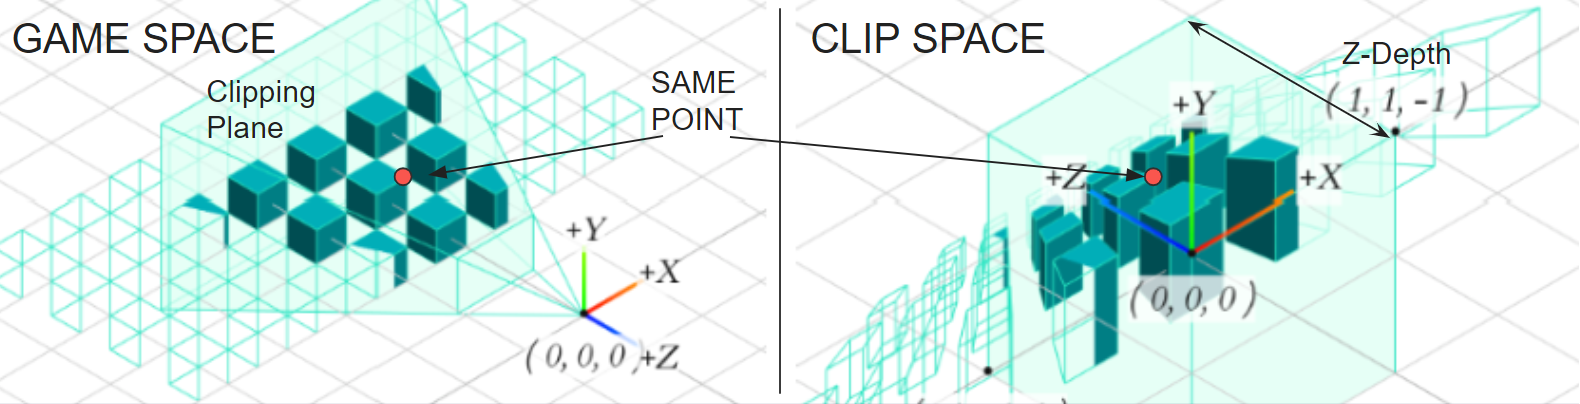 GAME SPACE
Clipping
Plane
SAME
POINT
+Y
+X
(0, 0, 0)
+Z
CLIP SPACE
Z-Depth
(1, 1, -1)
+Y
+Z
+X
(0, 0, 0)